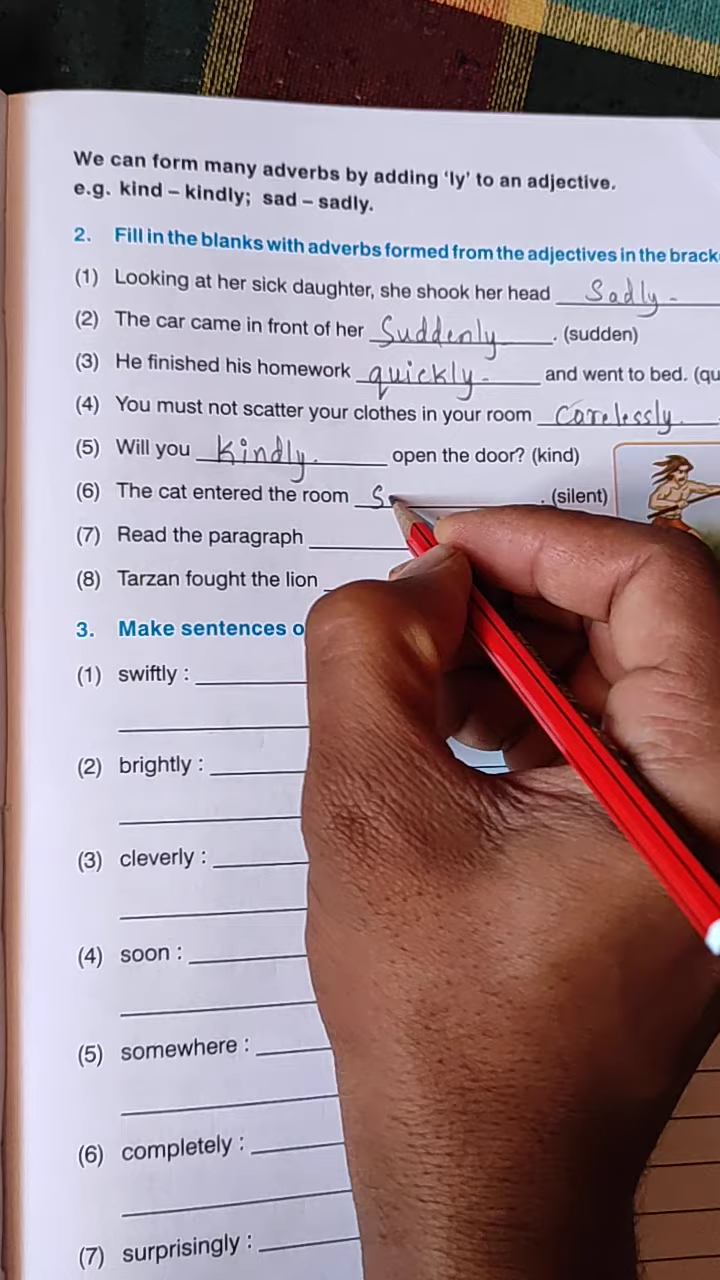 We can form many adverbs by adding 'ly' to an adjective.
e.g. kind – kindly; sad – sadly.
2. Fill in the blanks with adverbs formed from the adjectives in the
(1) Looking at her sick daughter, she shook her head Sadly
(2) The car came in front of her Suddenly. (sudden)
(3) He finished his homework quickly and went to bed.
(4) You must not scatter your clothes in your room carelessly
(5) Will you kindly open the door? (kind)
(6) The cat entered the room . (silent)
(7) Read the paragraph
(8) Tarzan fought the lion
3. Make sentences
(1) swiftly :
(2) brightly :
(3) cleverly :
(4) soon :
(5) somewhere :
(6) completely :
(7) surprisingly :